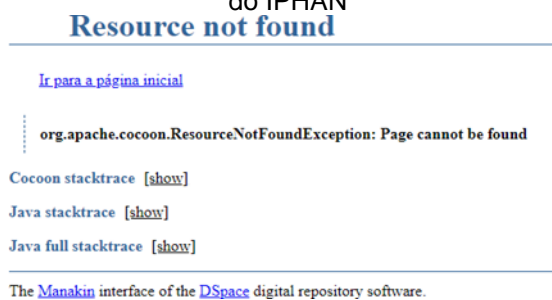 do IPHAN
Resource not found
Ir para a página inicial
org.apache.cocoon.ResourceNotFoundException: Page cannot be found
Cocoon stacktrace [show]
Java stacktrace [show]
Java full stacktrace [show]
The Manakin interface of the DSpace digital repository software.